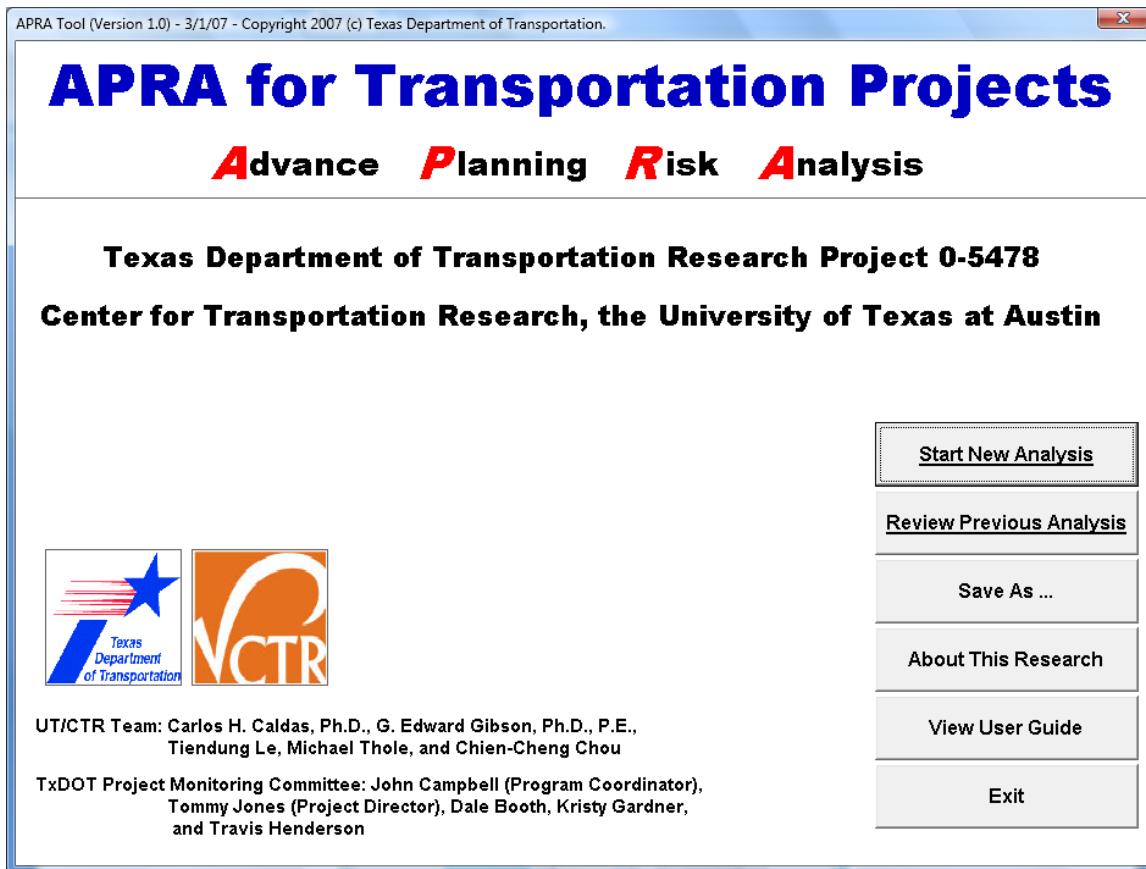 APRA Tool (Version 1.0) - 3/1/07 - Copyright 2007 (c) Texas Department of Transportation.
APRA for Transportation Projects
Advance Planning Risk Analysis
Texas Department of Transportation Research Project 0-5478
Center for Transportation Research, the University of Texas at Austin
Start New Analysis
Review Previous Analysis
Save As ...
About This Research
View User Guide
Exit
Texas
Department
of Transportation
CTR
UT/CTR Team: Carlos H. Caldas, Ph.D., G. Edward Gibson, Ph.D., P.E.,
Tiendung Le, Michael Thole, and Chien-Cheng Chou
TxDOT Project Monitoring Committee: John Campbell (Program Coordinator),
Tommy Jones (Project Director), Dale Booth, Kristy Gardner,
and Travis Henderson